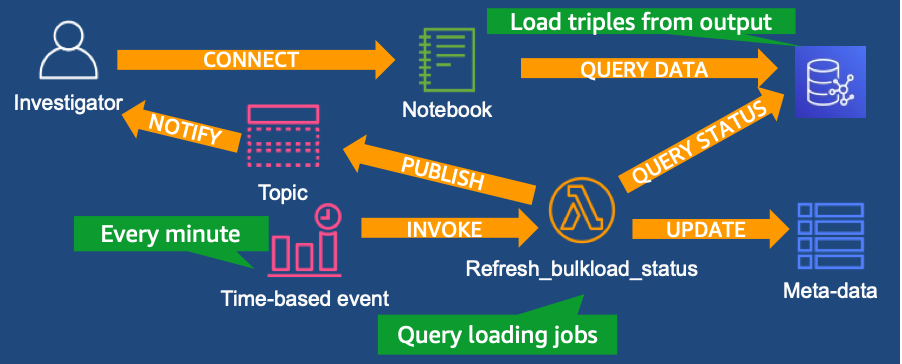 Load triples from output
CONNECT
QUERY DATA
Investigator
Notebook
NOTIFY
Topic
PUBLISH
QUERY STATUS
Every minute
INVOKE
UPDATE
Refresh_bulkload_status
Time-based event
Meta-data
Query loading jobs